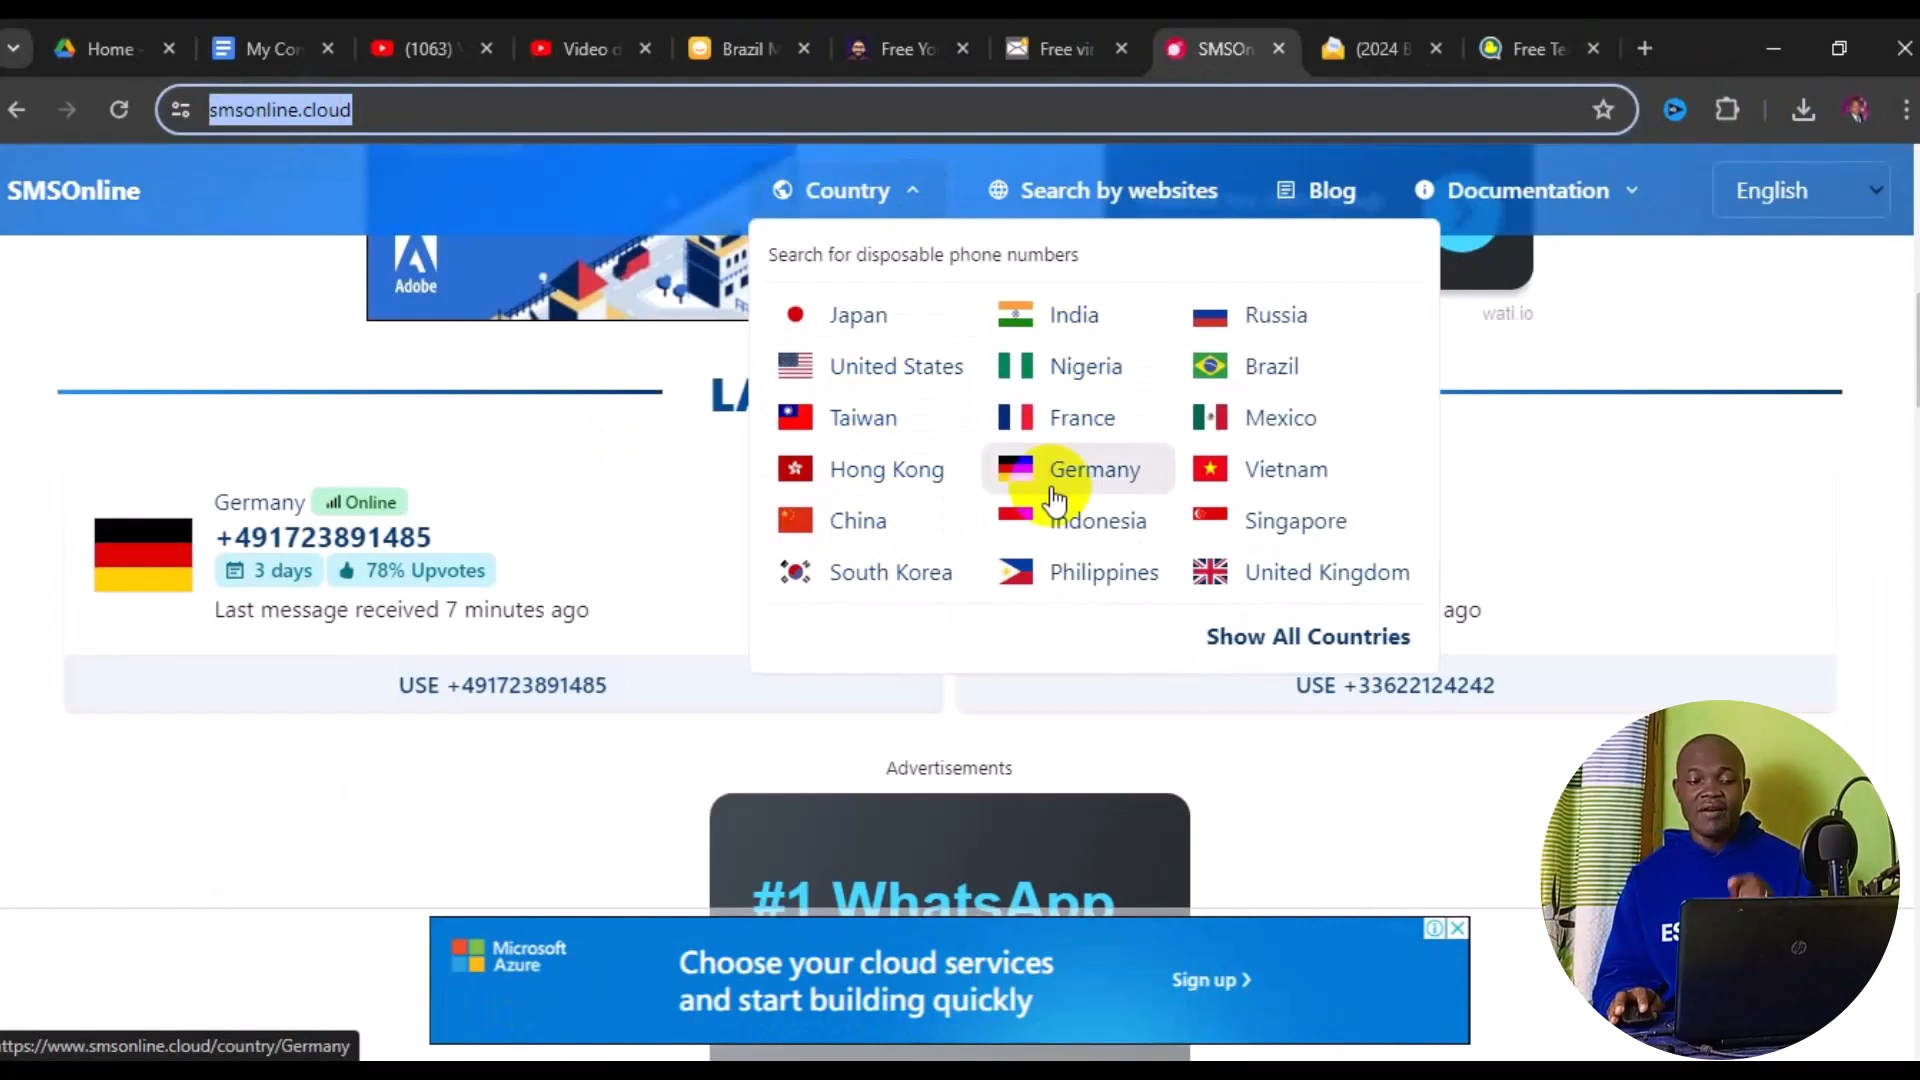 Home
My Cor
(1063)
Video d
Brazil M
Free Yo
Free vir
SMSOn
(2024 B
Free Te
smsonline.cloud
SMSOnline
Country
Search by websites
Blog
Documentation
English
Adobe
Search for disposable phone numbers
wati.io
Japan
India
Russia
United States
Nigeria
Brazil
LA
Taiwan
France
Mexico
Hong Kong
Germany
Vietnam
China
Indonesia
Singapore
South Korea
Philippines
United Kingdom
Show All Countries
Germany
Online
+491723891485
3 days
78% Upvotes
Last message received 7 minutes ago
ago
USE +491723891485
USE +33622124242
Advertisements
#1 WhatsApp
Microsoft
Azure
Choose your cloud services
and start building quickly
Sign up >
ES
hp
ttps://www.smsonline.cloud/country/Germany